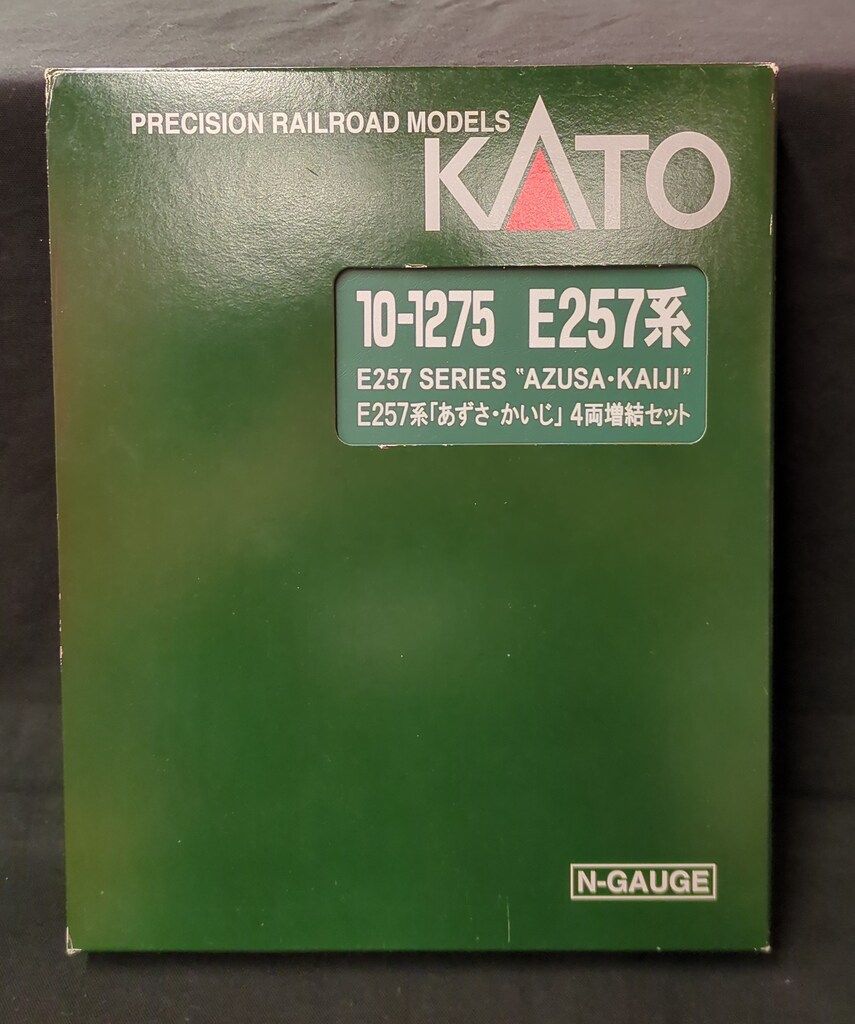 PRECISION RAILROAD MODELS
KATO
10-1275 E257系
E257 SERIES “AZUSA・KAIJI”
E257系「あずさ・かいじ」 4両増結セット
N-GAUGE